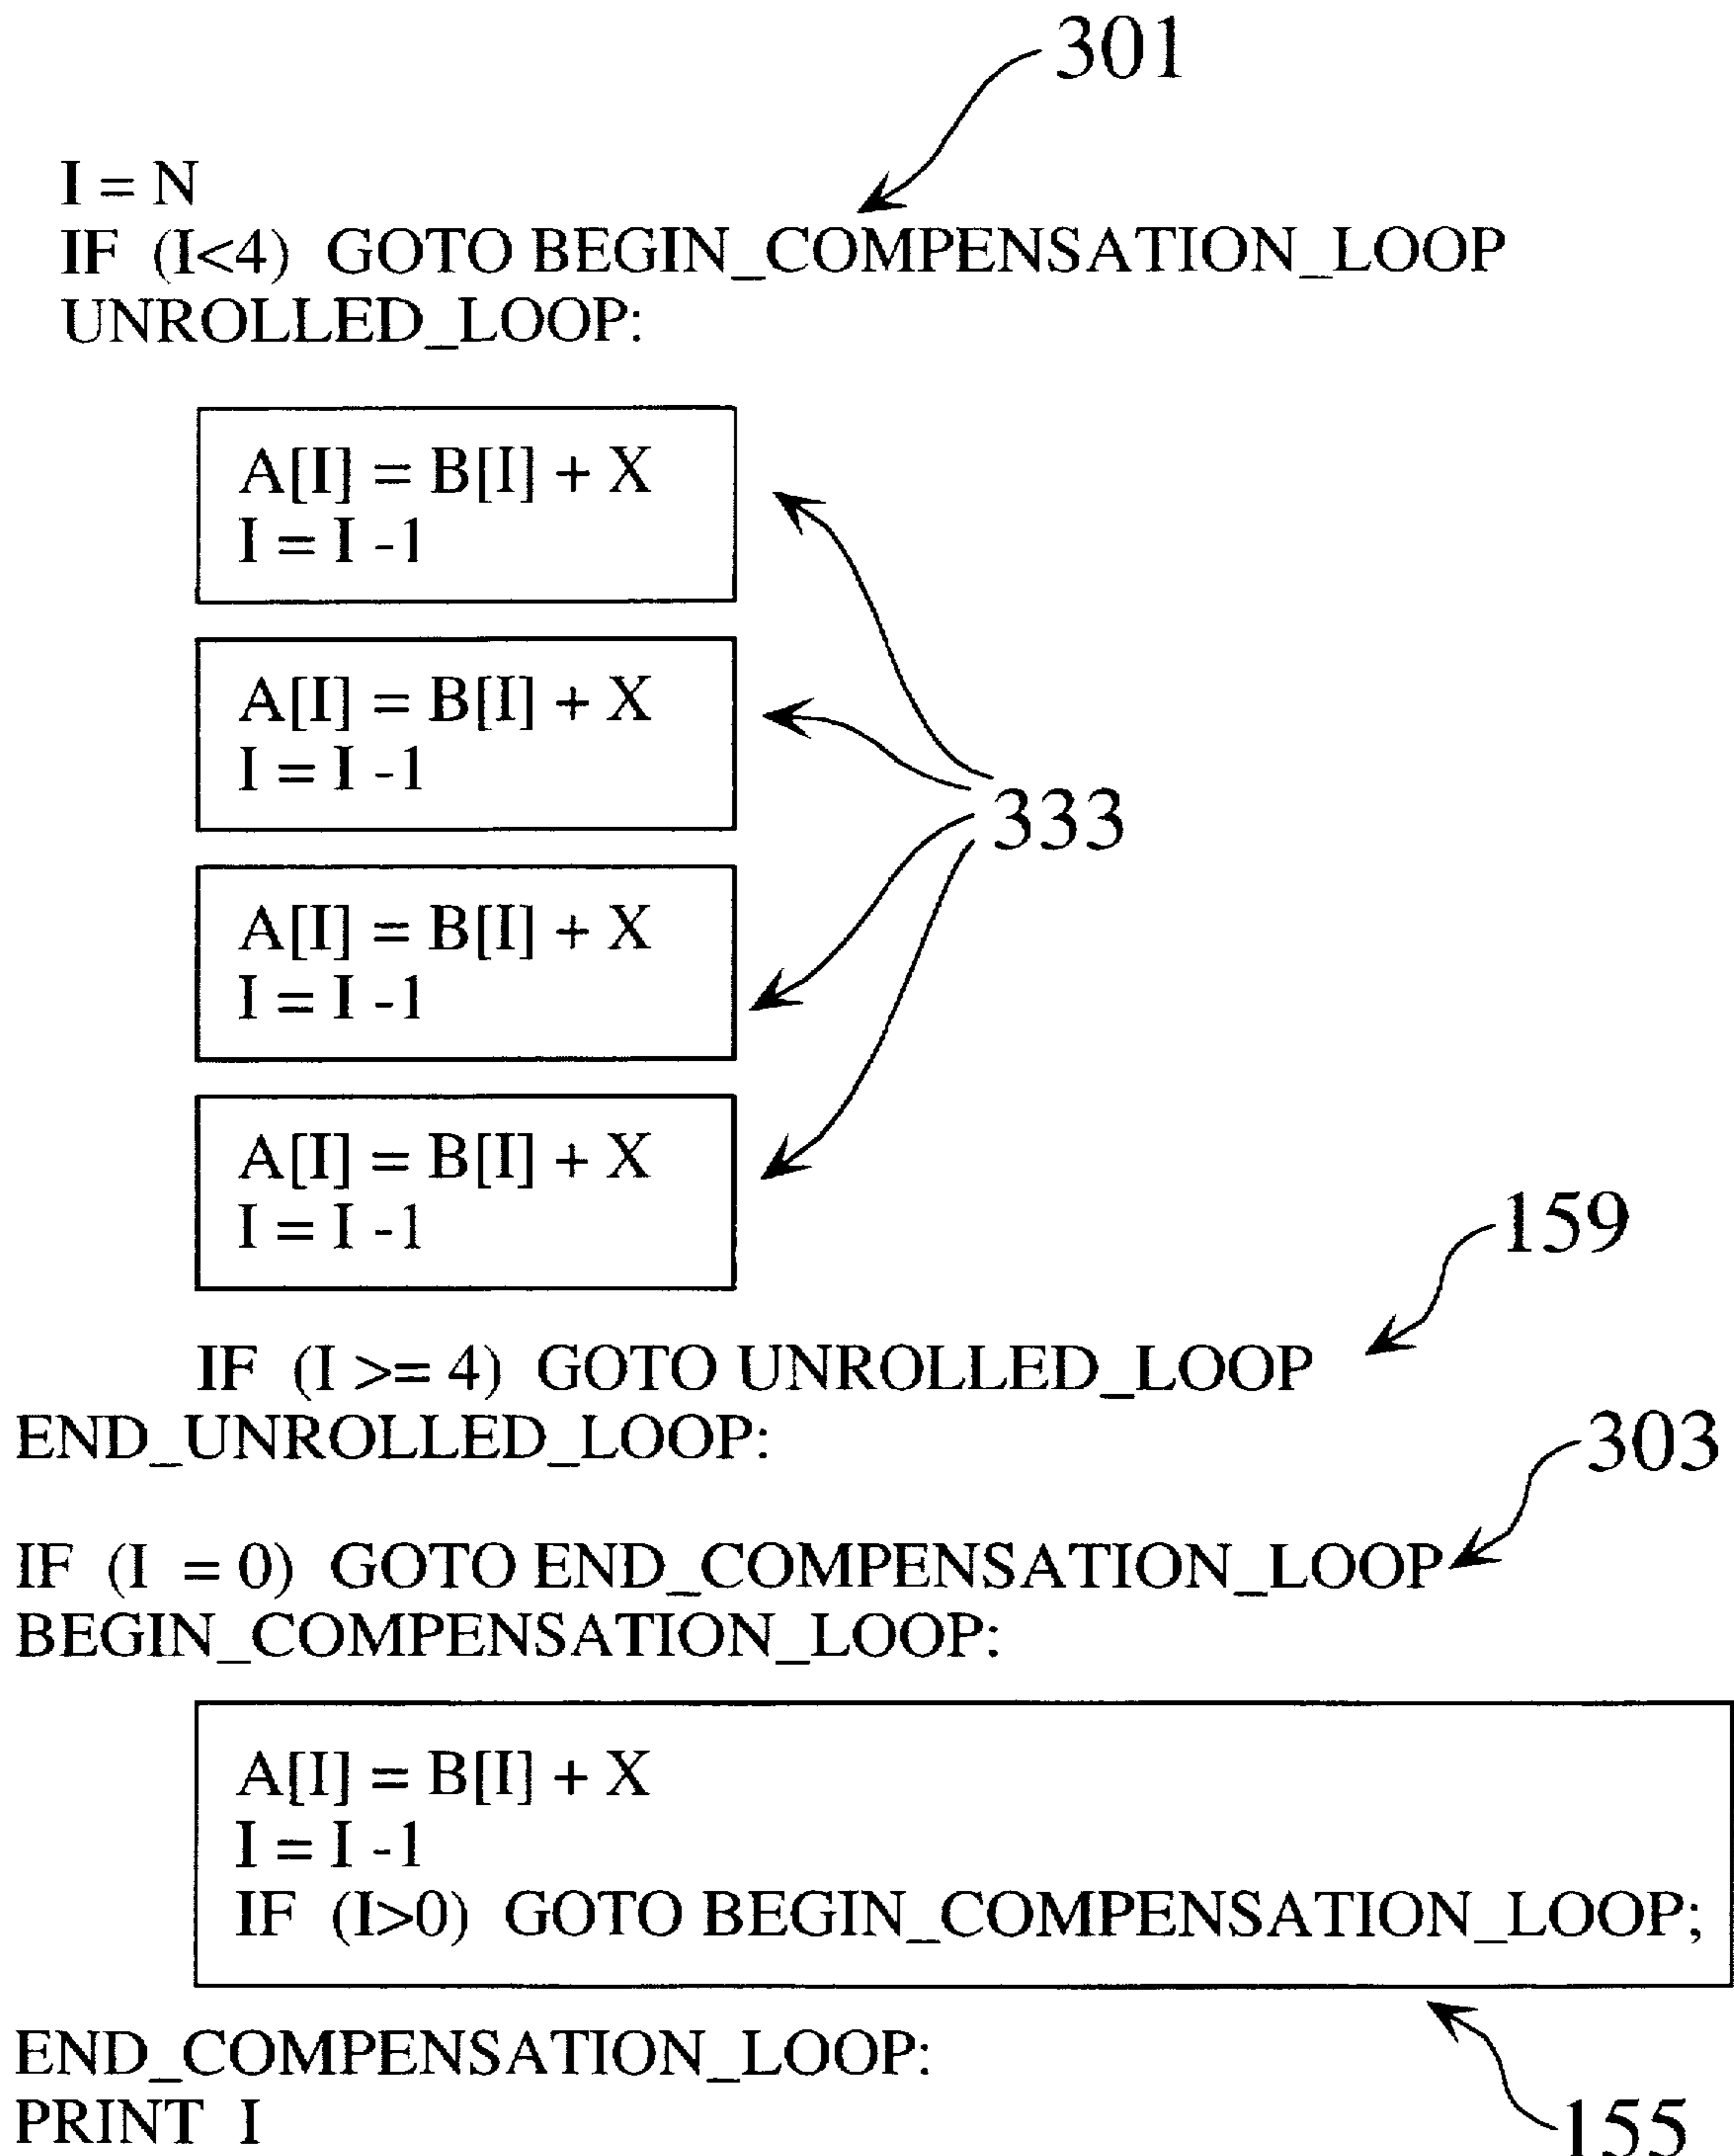 301
I = N
IF (I<4) GOTO BEGIN_COMPENSATION_LOOP
UNROLLED_LOOP:
A[I] = B[I] + X
I = I -1
A[I] = B[I] + X
I = I -1
333
A[I] = B[I] + X
I = I -1
A[I] = B[I] + X
I = I -1
159
IF (I >= 4) GOTO UNROLLED_LOOP
END_UNROLLED_LOOP:
303
IF (I = 0) GOTO END_COMPENSATION_LOOP
BEGIN_COMPENSATION_LOOP:
A[I] = B[I] + X
I = I -1
IF (I>0) GOTO BEGIN_COMPENSATION_LOOP;
END_COMPENSATION_LOOP:
PRINT I
155